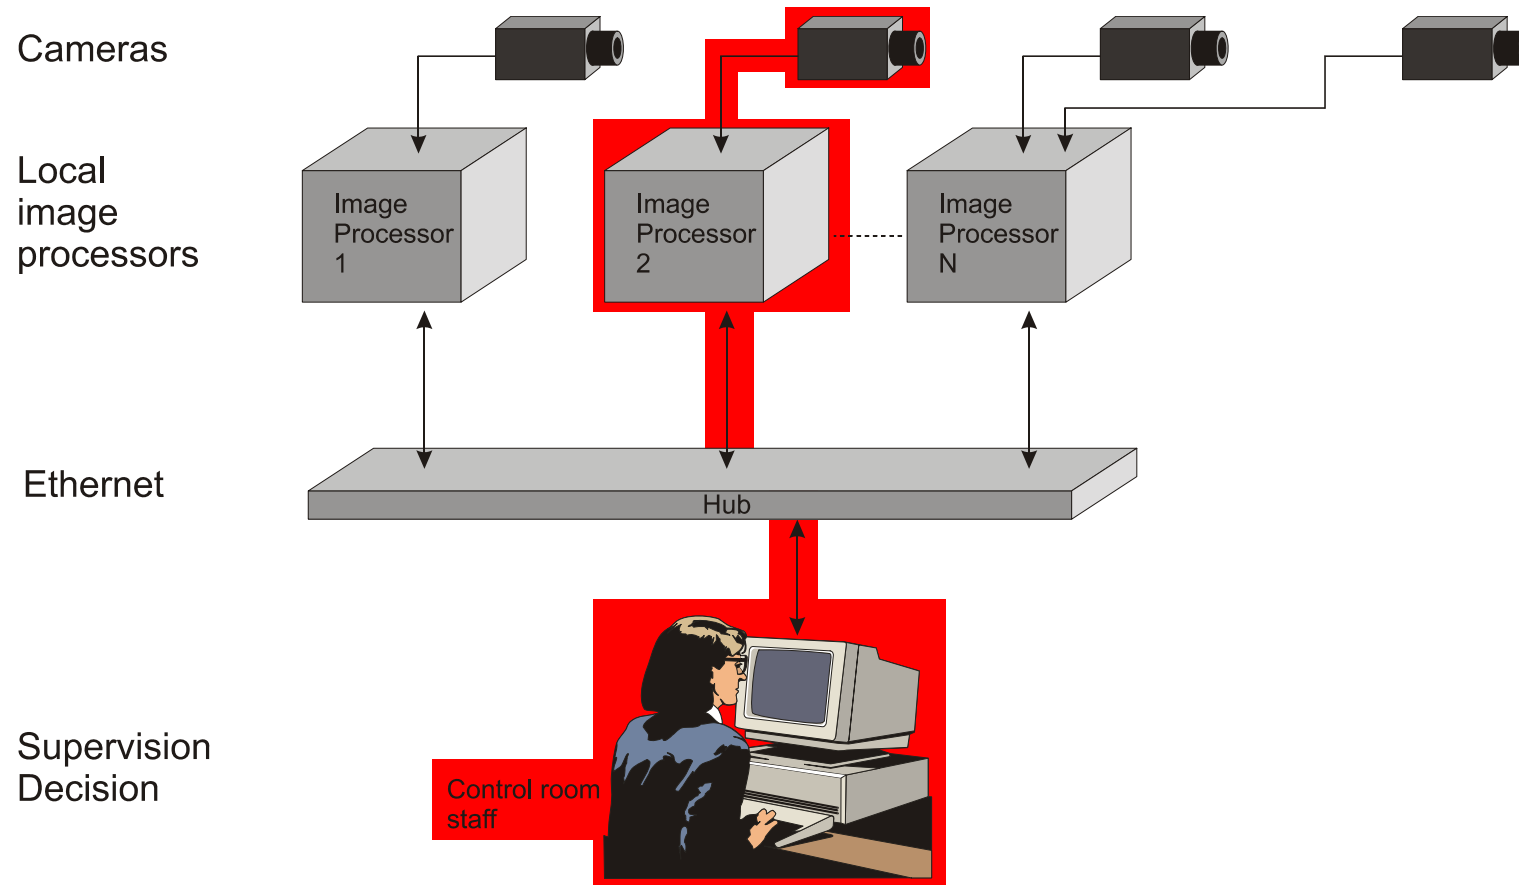 Cameras
Local
image
processors
Image
Processor
1
Image
Processor
2
Image
Processor
N
Ethernet
Hub
Supervision
Decision
Control room
staff